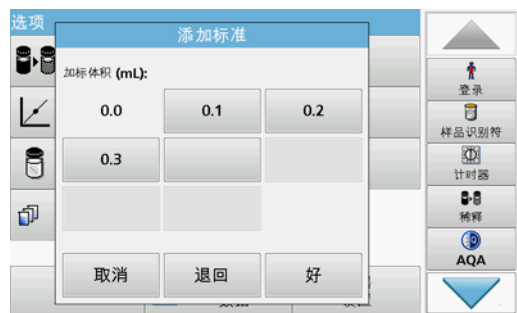 选项
添加标准
加标体积 (mL):
0.0 0.1 0.2
0.3
取消 退回 好
登录
样品识别符
计时器
稀释
AQA